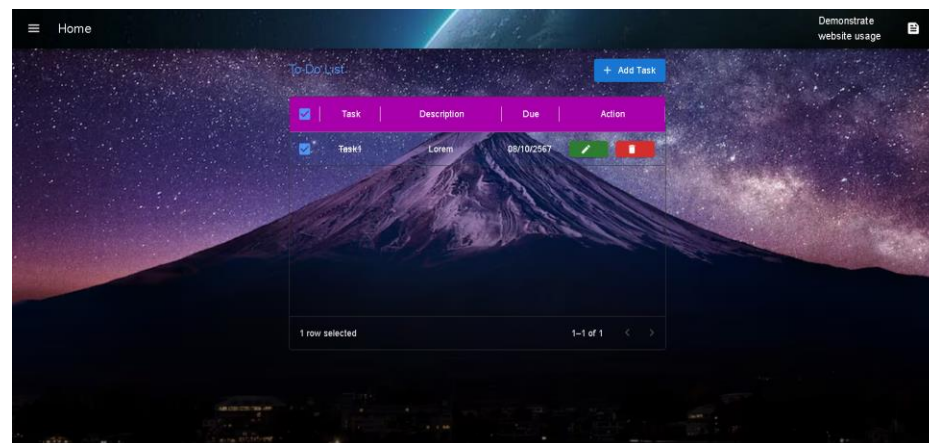 Home
Demonstrate
website usage
To-Do List
+ Add Task
Task Description Due Action
Task1 Lorem 08/10/2567
1 row selected
1–1 of 1